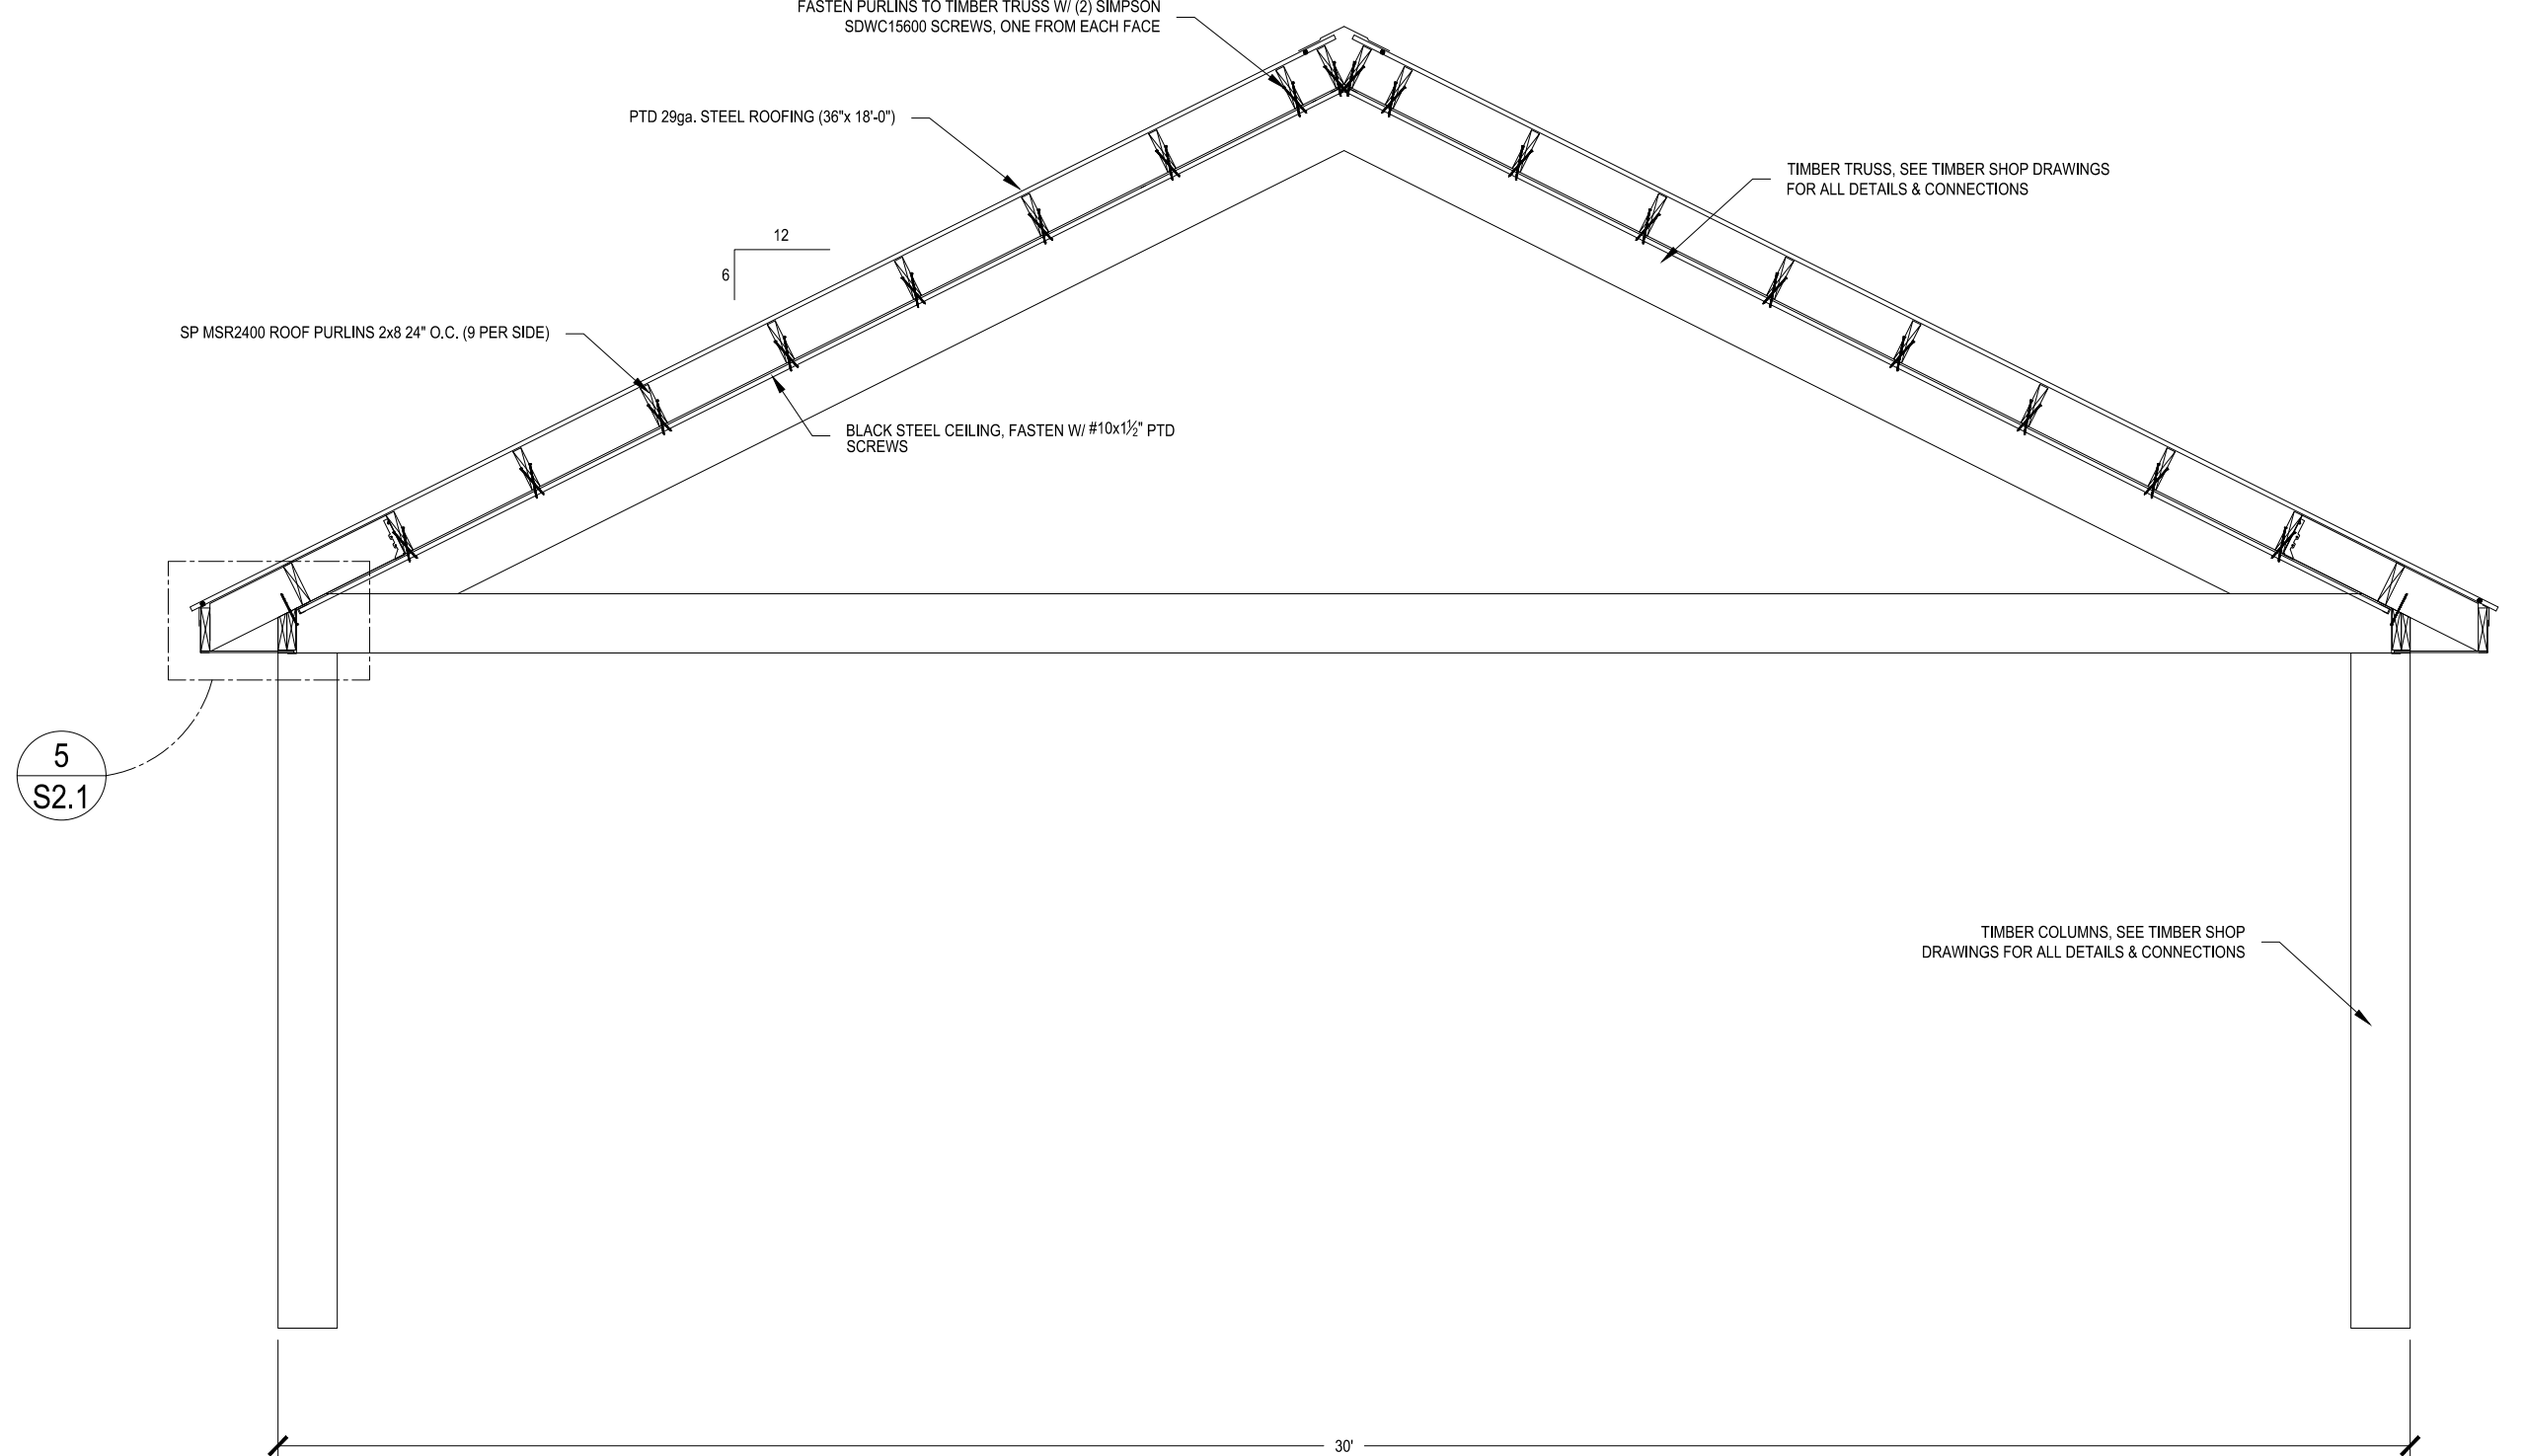 FASTEN PURLINS TO TIMBER TRUSS W/ (2) SIMPSON
SDWC15600 SCREWS, ONE FROM EACH FACE
PTD 29ga. STEEL ROOFING (36"x 18'-0")
TIMBER TRUSS, SEE TIMBER SHOP DRAWINGS
FOR ALL DETAILS & CONNECTIONS
12
6
SP MSR2400 ROOF PURLINS 2x8 24" O.C. (9 PER SIDE)
BLACK STEEL CEILING, FASTEN W/ #10x1½" PTD
SCREWS
5
S2.1
TIMBER COLUMNS, SEE TIMBER SHOP
DRAWINGS FOR ALL DETAILS & CONNECTIONS
30'